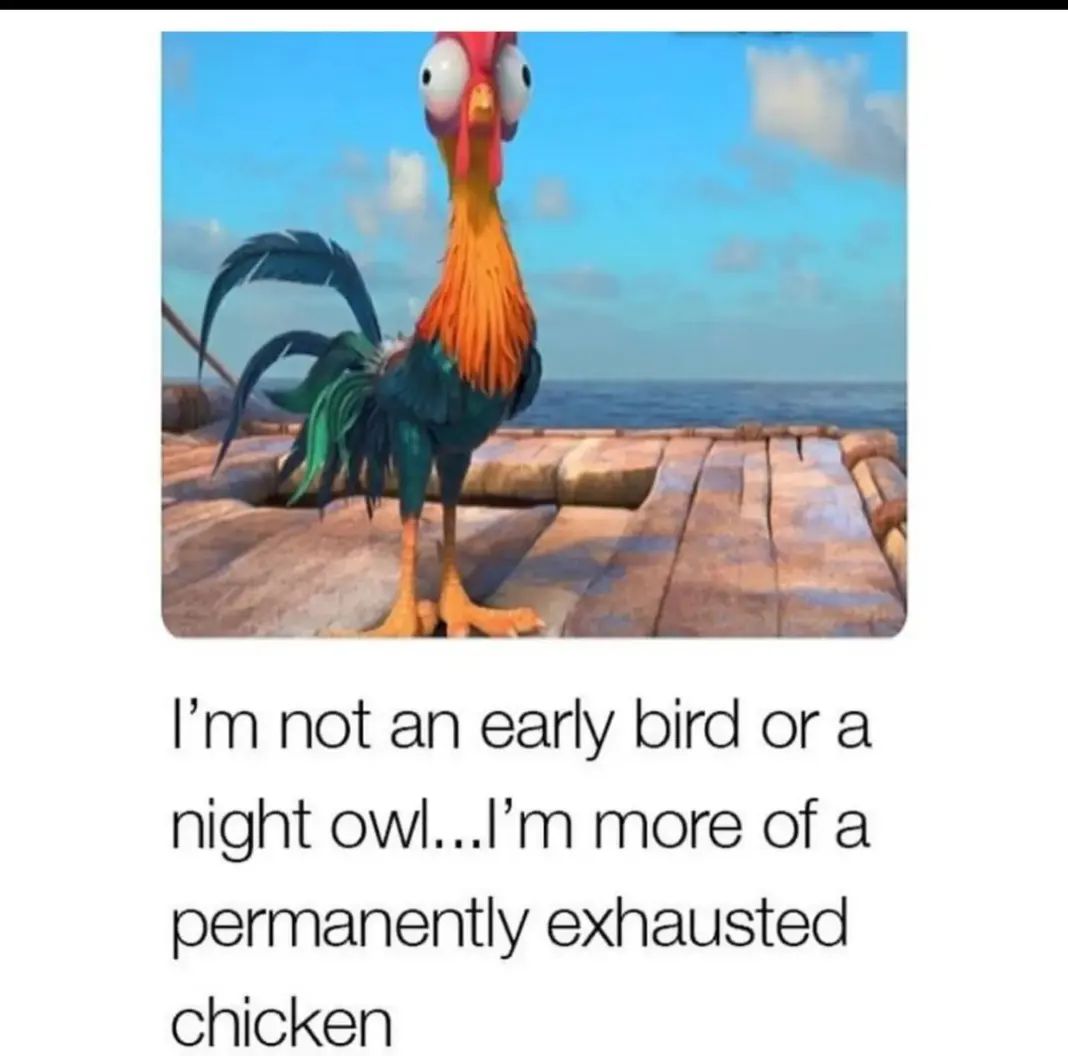 I’m not an early bird or a
night owl...I’m more of a
permanently exhausted
chicken